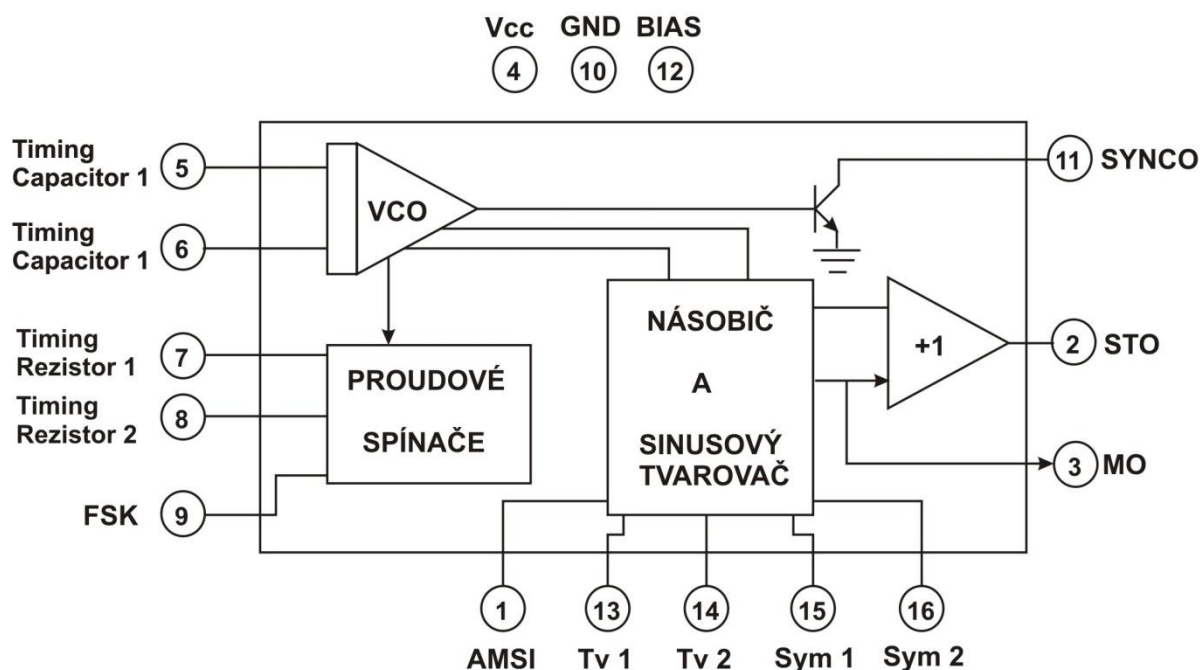 Vcc GND BIAS
4 10 12
Timing
Capacitor 1
5
11 SYNCO
VCO
Timing
Capacitor 1
6
NÁSOBIČ
A
SINUSOVÝ
TVAROVAČ
+1
2 STO
Timing
Rezistor 1
7
PROUDOVÉ
SPÍNAČE
Timing
Rezistor 2
8
3 MO
FSK 9
1 13 14 15 16
AMSI Tv 1 Tv 2 Sym 1 Sym 2